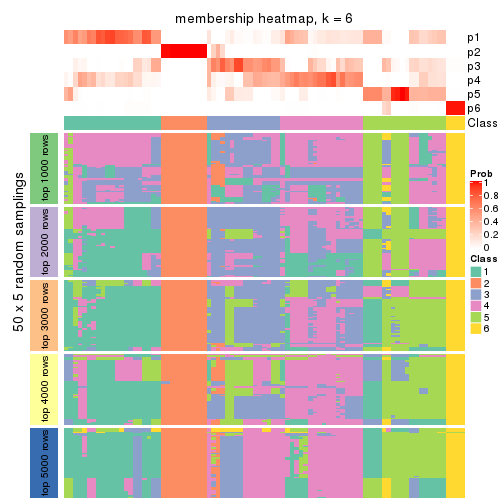 membership heatmap, k = 6
p1
p2
p3
p4
p5
p6
Class
50 x 5 random samplings
top 1000 rows
top 2000 rows
top 3000 rows
top 4000 rows
top 5000 rows
Prob
1
0.8
0.6
0.4
0.2
0
Class
1
2
3
4
5
6